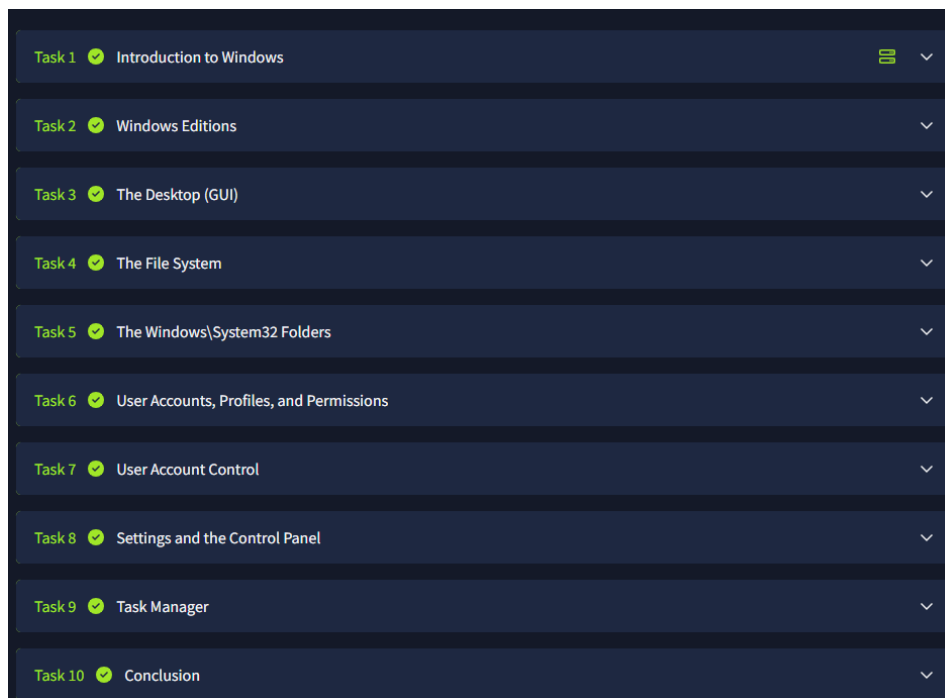 Task 1 Introduction to Windows
Task 2 Windows Editions
Task 3 The Desktop (GUI)
Task 4 The File System
Task 5 The Windows\System32 Folders
Task 6 User Accounts, Profiles, and Permissions
Task 7 User Account Control
Task 8 Settings and the Control Panel
Task 9 Task Manager
Task 10 Conclusion